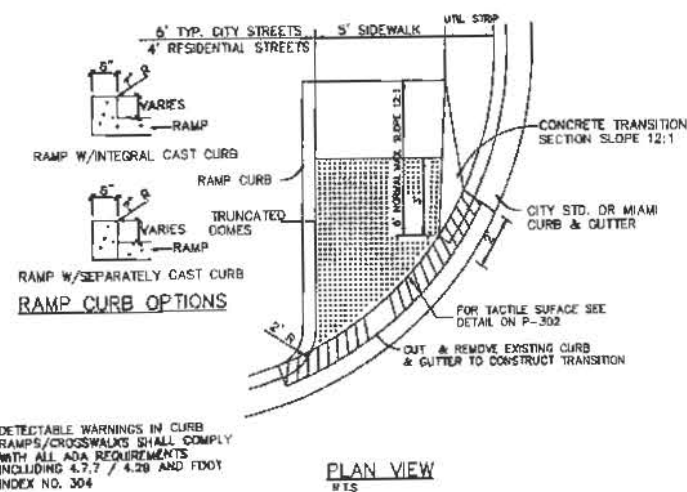 6' TYP. CITY STREETS
4' RESIDENTIAL STREETS
5' SIDEWALK
UTIL STRIP
6"
R
VARIES
RAMP
RAMP W/INTEGRAL CAST CURB
6"
R
VARIES
RAMP
RAMP W/SEPARATELY CAST CURB
RAMP CURB OPTIONS
RAMP CURB
TRUNCATED
DOMES
NORMAL MAX SLOPE 12:1
3'
CONCRETE TRANSITION
SECTION SLOPE 12:1
CITY STD. OR MIAMI
CURB & GUTTER
2'
FOR TACTILE SUFACE SEE
DETAIL ON P-302
CUT & REMOVE EXISTING CURB
& GUTTER TO CONSTRUCT TRANSITION
2' R
DETECTABLE WARNINGS IN CURB
RAMPS/CROSSWALKS SHALL COMPLY
WITH ALL ADA REQUIREMENTS
INCLUDING 4.7.7 / 4.29 AND FDOT
INDEX NO. 304
PLAN VIEW
NTS